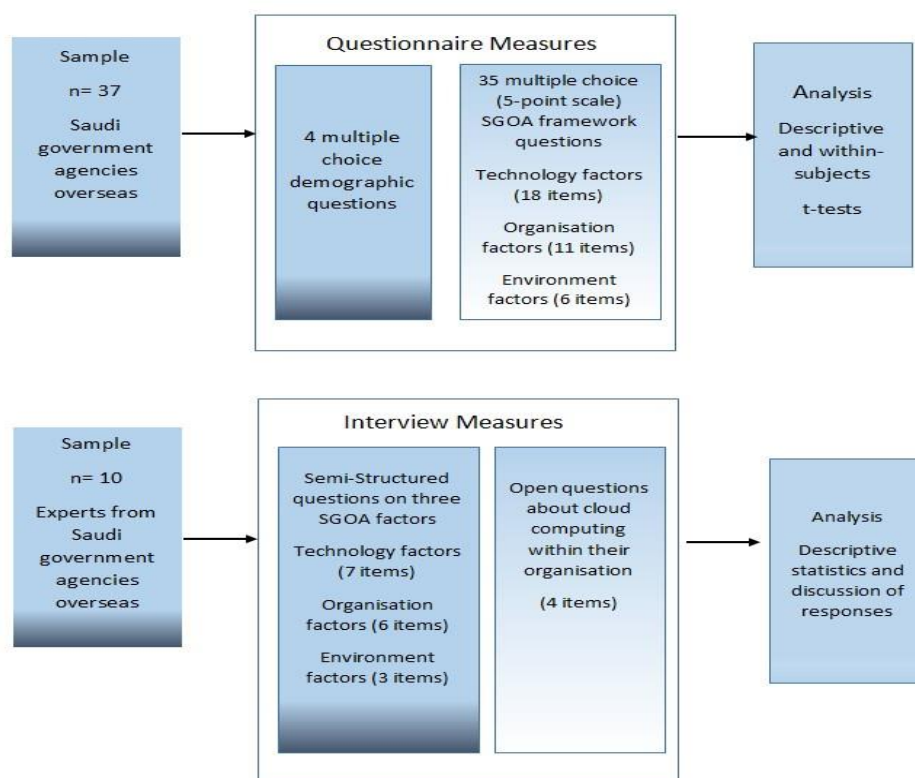 Sample
n= 37
Saudi
government
agencies
overseas
Questionnaire Measures
4 multiple
choice
demographic
questions
35 multiple choice
(5-point scale)
SGOA framework
questions
Technology factors
(18 items)
Organisation
factors (11 items)
Environment
factors (6 items)
Analysis
Descriptive
and within-
subjects
t-tests
Sample
n= 10
Experts from
Saudi
government
agencies
overseas
Interview Measures
Semi-Structured
questions on three
SGOA factors
Technology factors
(7 items)
Organisation
factors (6 items)
Environment
factors (3 items)
Open questions
about cloud
computing
within their
organisation
(4 items)
Analysis
Descriptive
statistics and
discussion of
responses